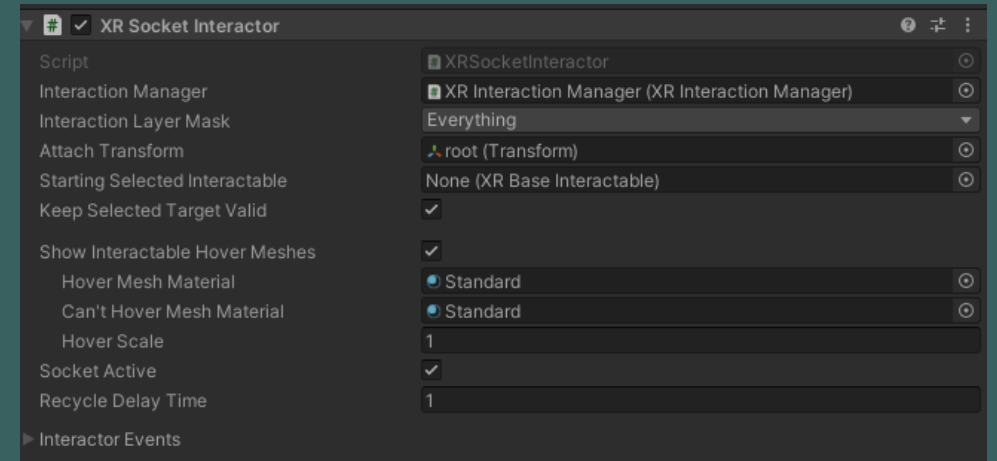 XR Socket Interactor
Script XRSocketInteractor
Interaction Manager XR Interaction Manager (XR Interaction Manager)
Interaction Layer Mask Everything
Attach Transform root (Transform)
Starting Selected Interactable None (XR Base Interactable)
Keep Selected Target Valid
Show Interactable Hover Meshes
Hover Mesh Material Standard
Can't Hover Mesh Material Standard
Hover Scale 1
Socket Active
Recycle Delay Time 1
Interactor Events